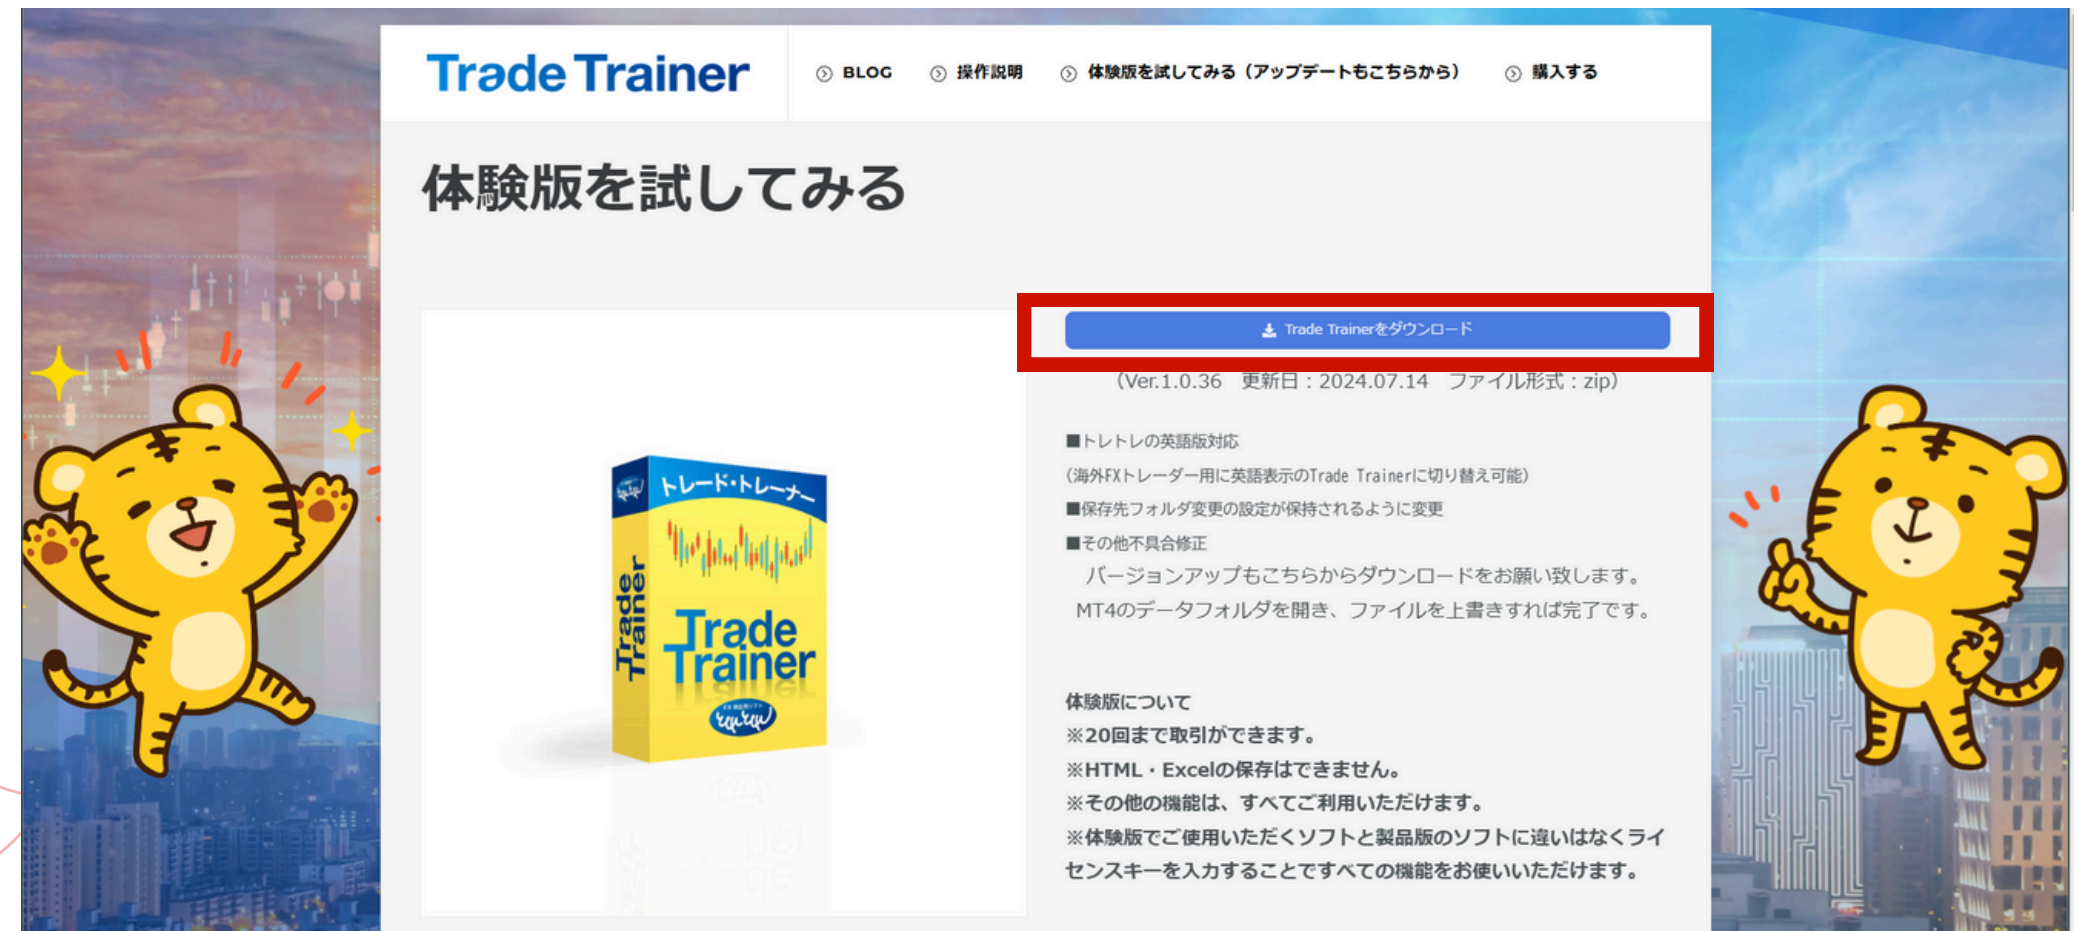 Trade Trainer
BLOG
操作説明
体験版を試してみる（アップデートもこちらから）
購入する
体験版を試してみる
トレード・トレーナー
Trade
Trainer
Trade
Trainer
Trade Trainerをダウンロード
（Ver.1.0.36　更新日：2024.07.14　ファイル形式：zip）
■トレトレの英語版対応
（海外FXトレーダー用に英語表示のTrade Trainerに切り替え可能）
■保存先フォルダ変更の設定が保持されるように変更
■その他不具合修正
バージョンアップもこちらからダウンロードをお願い致します。
MT4のデータフォルダを開き、ファイルを上書きすれば完了です。
体験版について
※20回まで取引ができます。
※HTML・Excelの保存はできません。
※その他の機能は、すべてご利用いただけます。
※体験版でご使用いただくソフトと製品版のソフトに違いはなくライ
センスキーを入力することですべての機能をお使いいただけます。